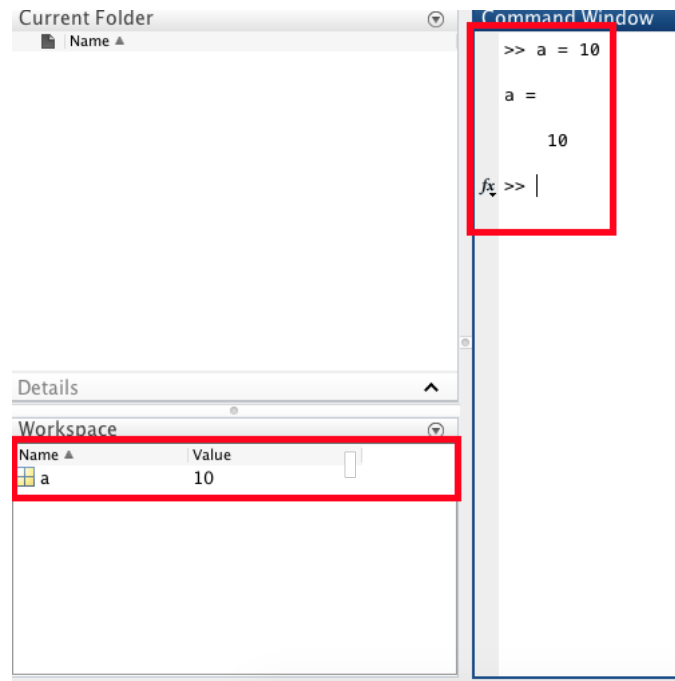 Current Folder
Name ▲
Details
Workspace
Name ▲ Value
a 10
Command Window
>> a = 10
a =
10
fx >>